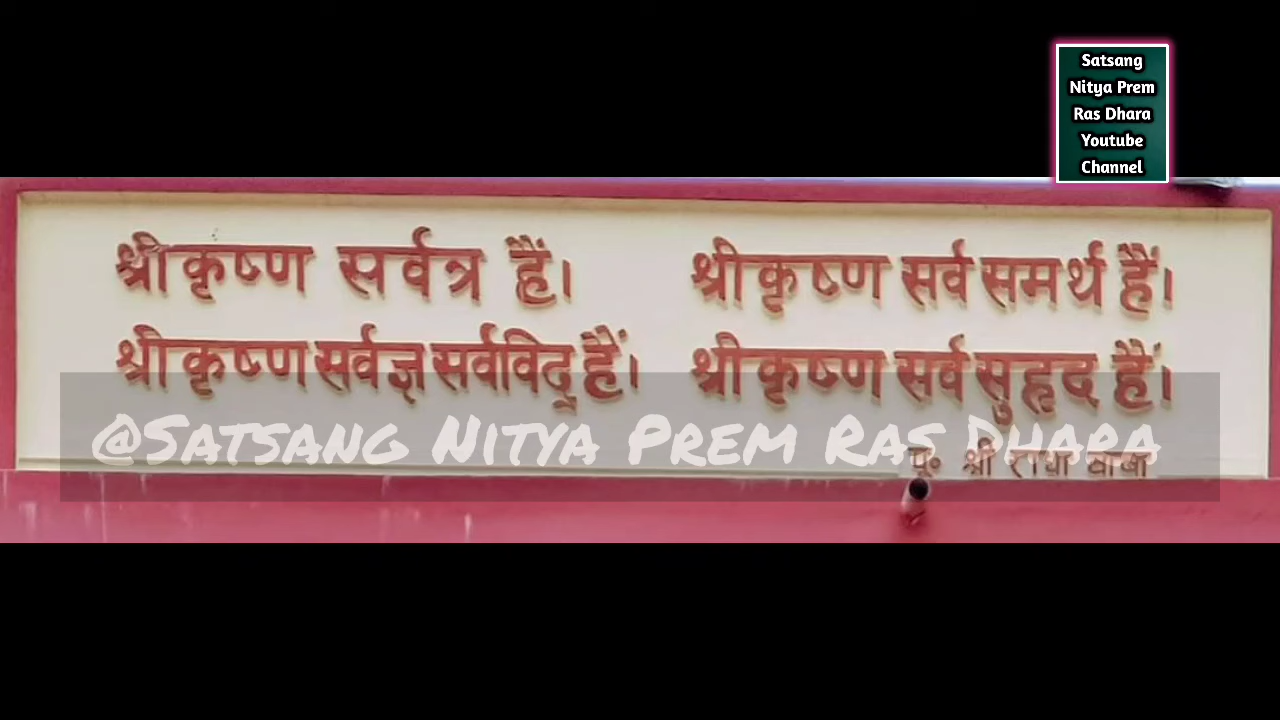 Satsang
Nitya Prem
Ras Dhara
Youtube
Channel
श्रीकृष्ण सर्वत्र हैं। श्रीकृष्ण सर्वसमर्थ हैं।
श्रीकृष्ण सर्वज्ञ सर्वविद् हैं। श्रीकृष्ण सर्वसुहृद हैं।
@Satsang Nitya Prem Ras Dhara
पू० श्री राधा बाबा